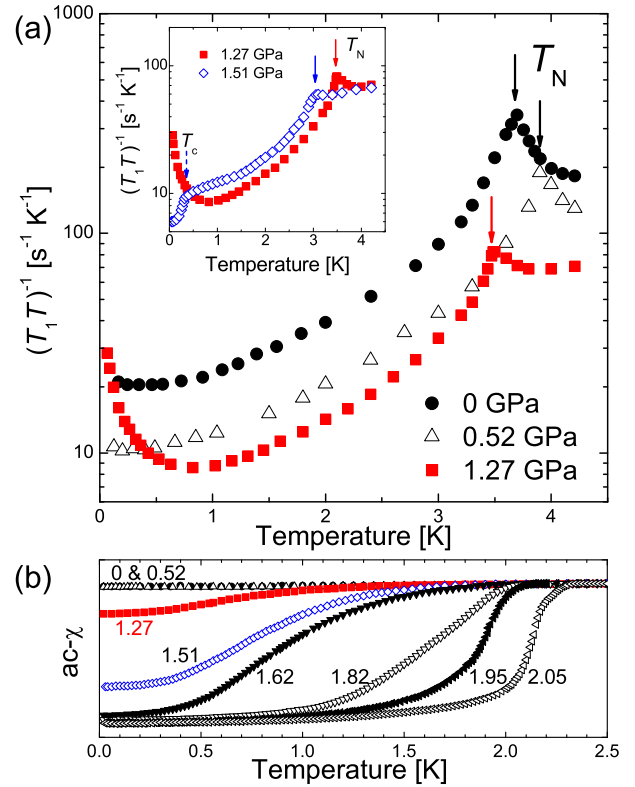 (a)
1000
100
10
(T₁T)⁻¹ [s⁻¹ K⁻¹]
0 1 2 3 4
Temperature [K]
T_N
0 GPa
0.52 GPa
1.27 GPa
1.27 GPa
1.51 GPa
T_N
T_c
100
10
(T₁T)⁻¹ [s⁻¹ K⁻¹]
0 1 2 3 4
Temperature [K]
(b)
0 & 0.52
1.27
1.51
1.62
1.82
1.95
2.05
ac-χ
0.0 0.5 1.0 1.5 2.0 2.5
Temperature [K]